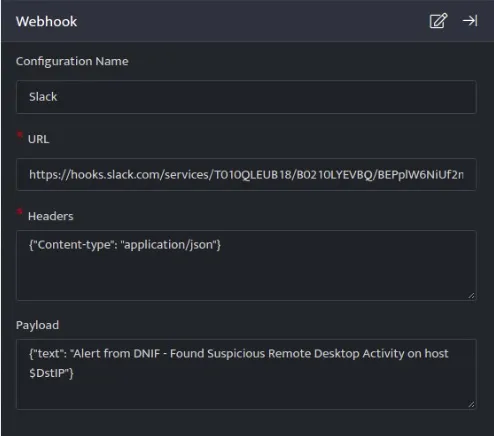 Webhook
Configuration Name
Slack
* URL
https://hooks.slack.com/services/T010QLEUB18/B0210LYEVBQ/BEPplW6NiUf2n
* Headers
{"Content-type": "application/json"}
Payload
{"text": "Alert from DNIF - Found Suspicious Remote Desktop Activity on host
$DstIP"}